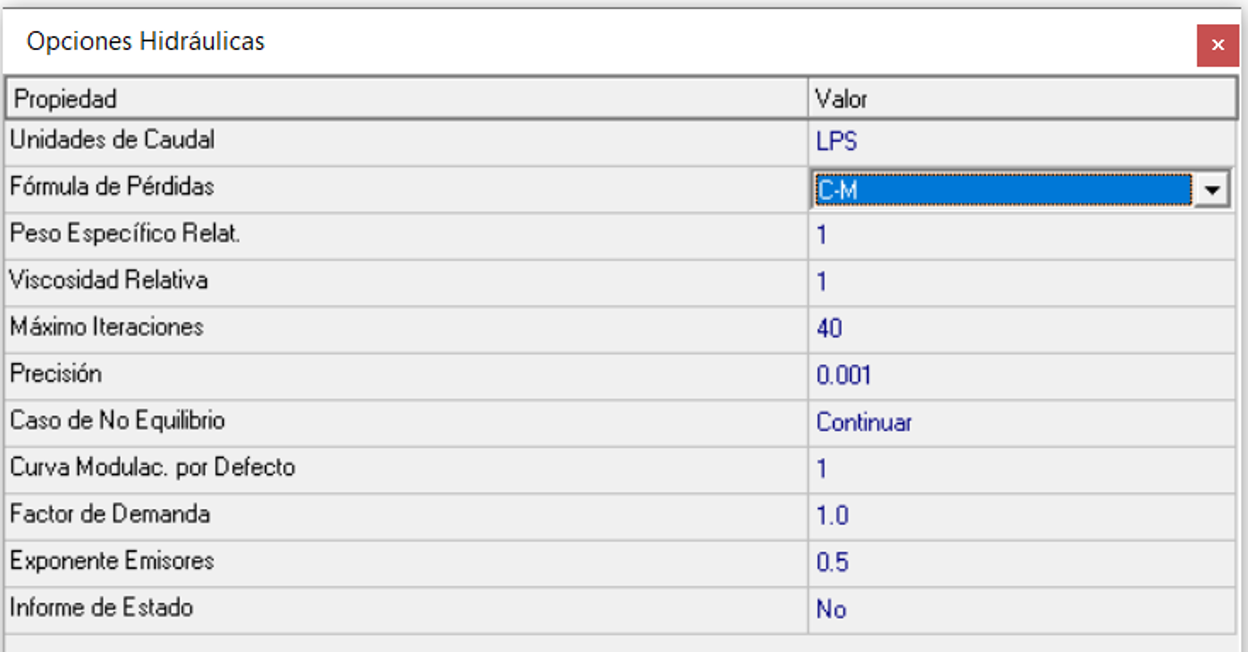 Opciones Hidráulicas
Propiedad Valor
Unidades de Caudal LPS
Fórmula de Pérdidas C-M
Peso Específico Relat. 1
Viscosidad Relativa 1
Máximo Iteraciones 40
Precisión 0.001
Caso de No Equilibrio Continuar
Curva Modulac. por Defecto 1
Factor de Demanda 1.0
Exponente Emisores 0.5
Informe de Estado No